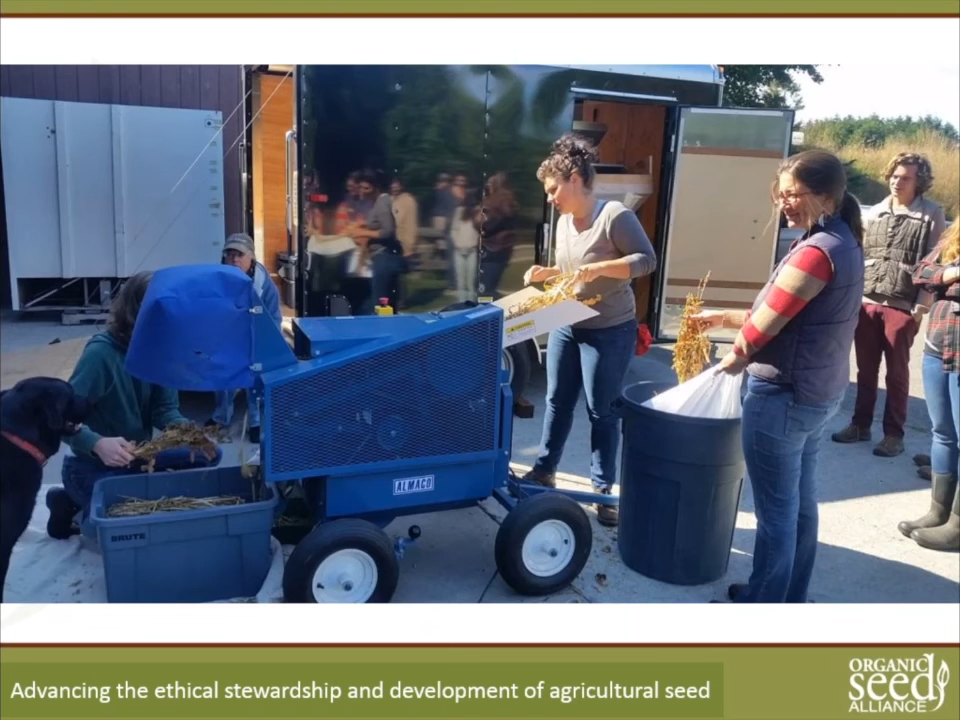 ALMACO
BRUTE
Advancing the ethical stewardship and development of agricultural seed
ORGANIC
seed
ALLIANCE